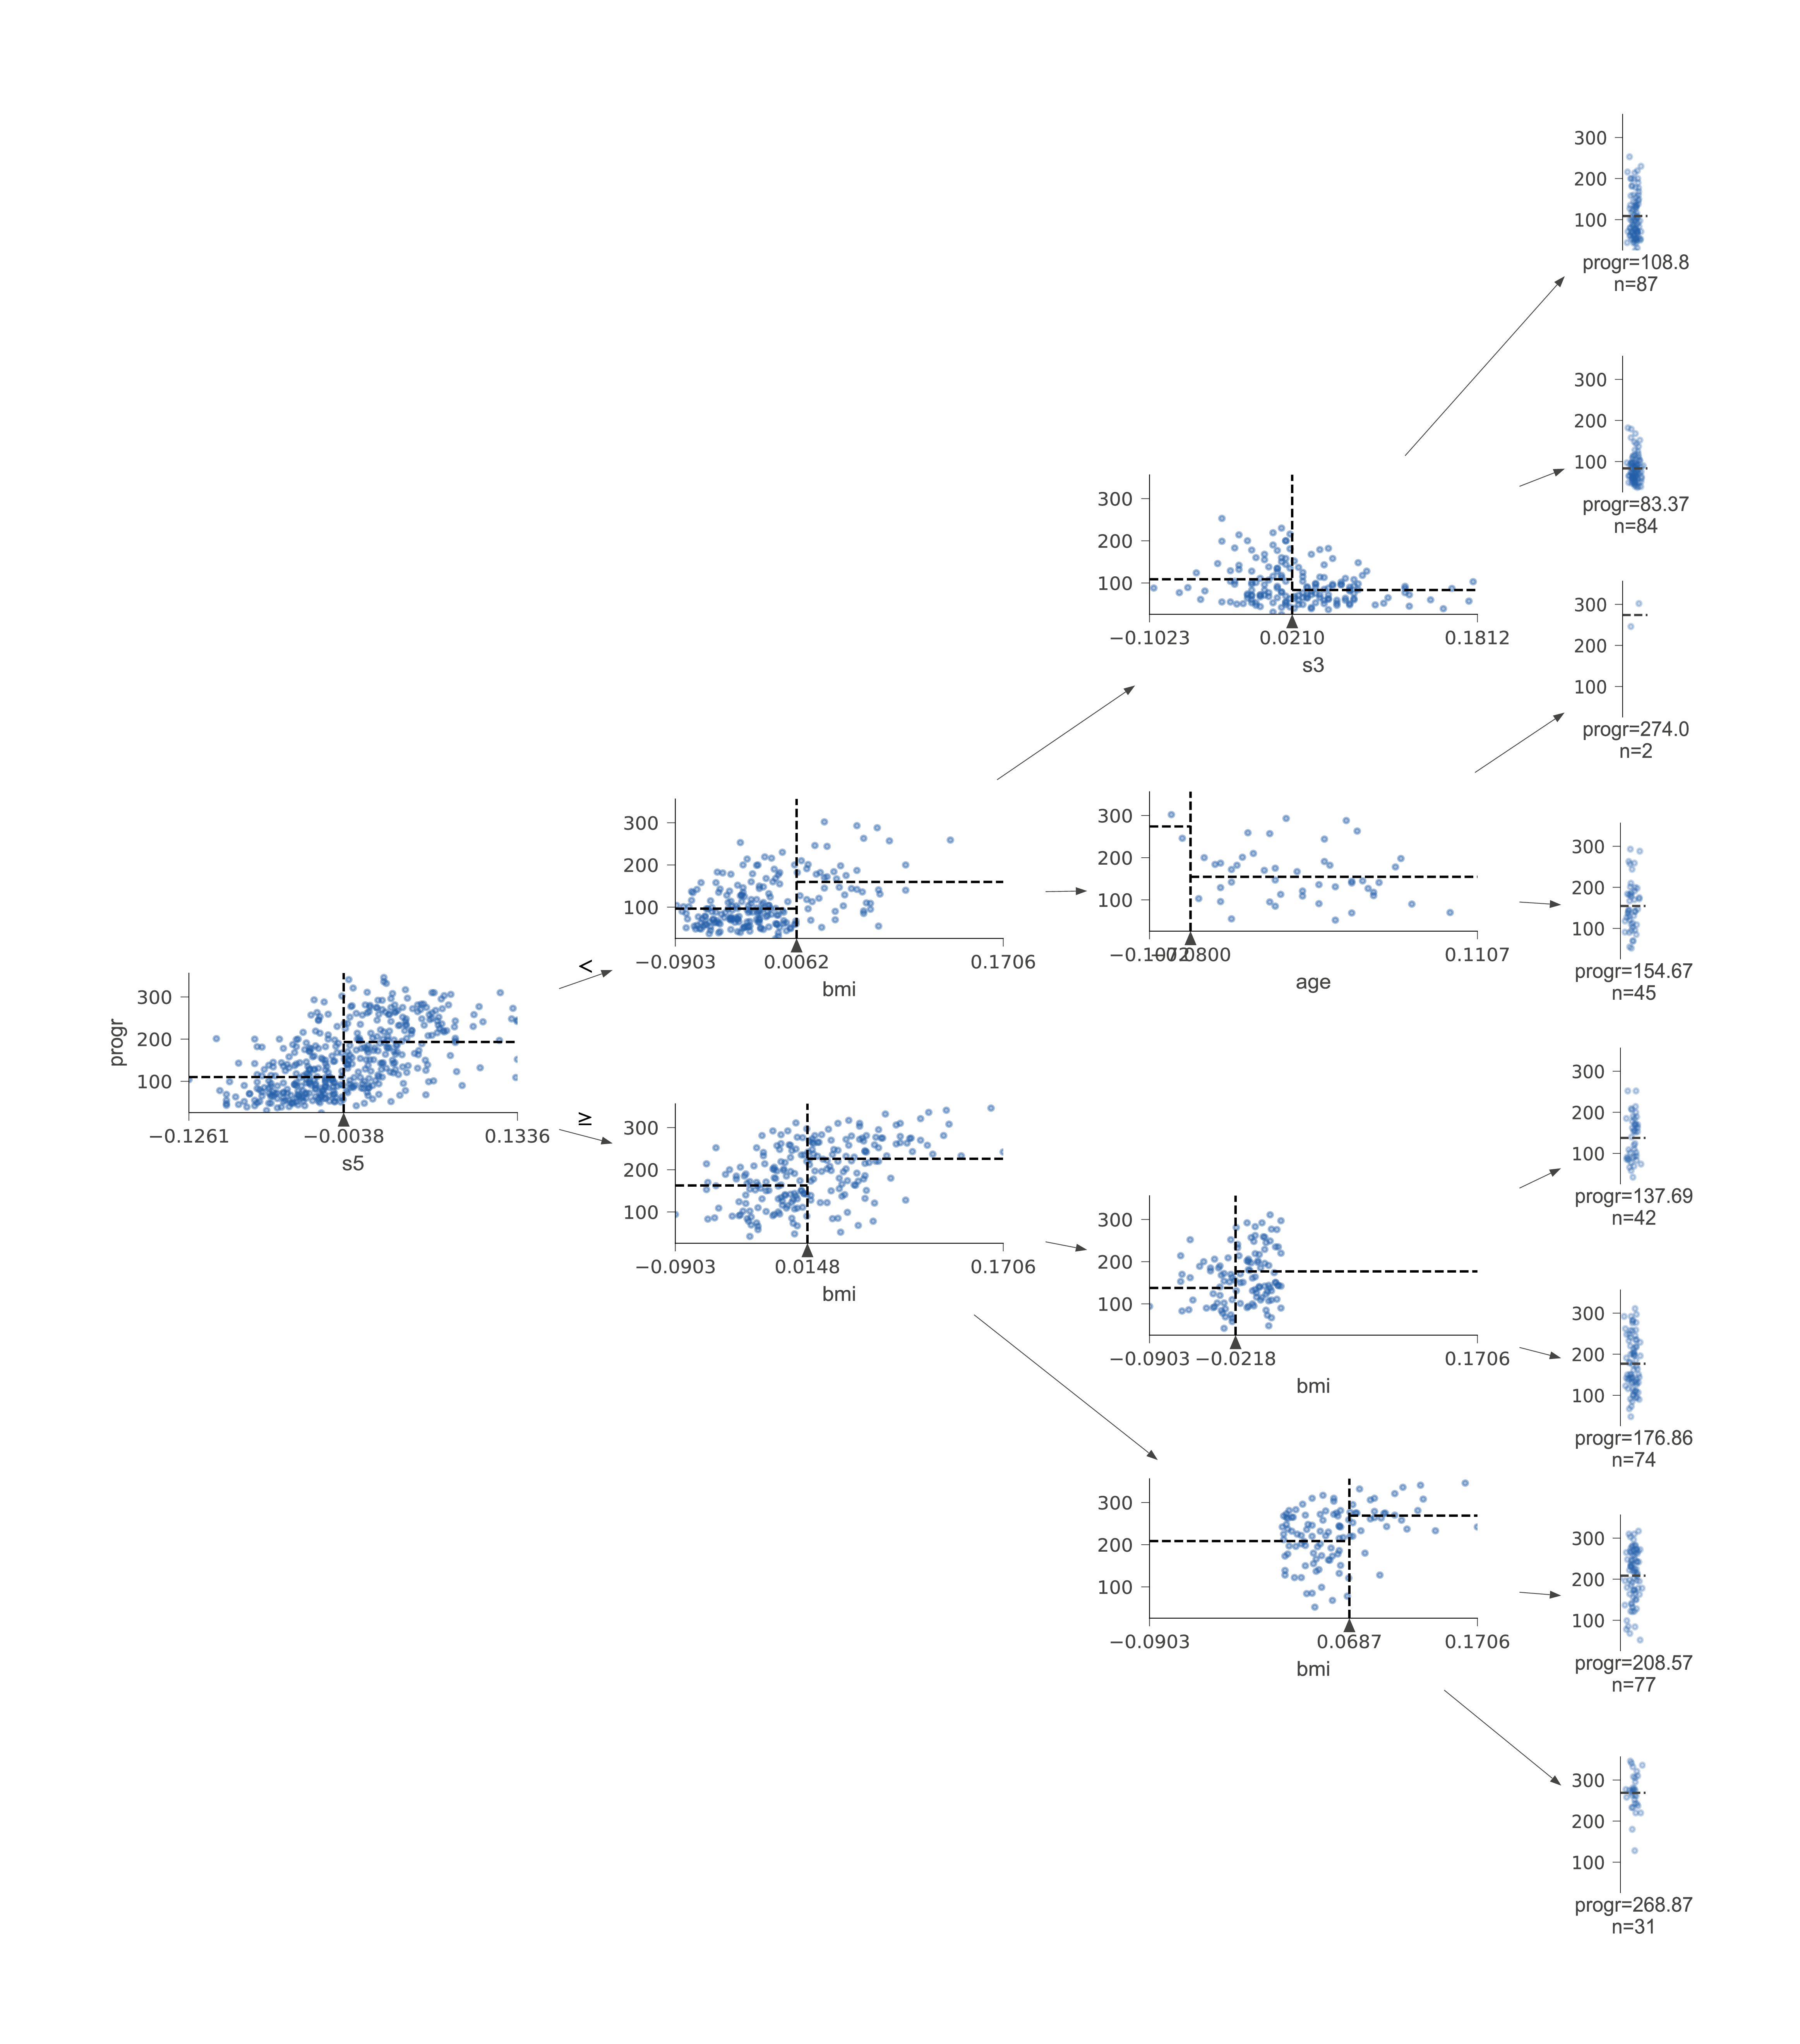 300
200
100
progr=108.8
n=87
300
200
100
progr=83.37
n=84
300
200
100
−0.1023
0.0210
0.1812
s3
300
200
100
progr=274.0
n=2
300
200
100
−0.0903
0.0062
0.1706
bmi
300
200
100
−0.1072
−0.0800
0.1107
age
300
200
100
progr=154.67
n=45
<
progr
300
200
100
−0.1261
−0.0038
0.1336
s5
≥
300
200
100
−0.0903
0.0148
0.1706
bmi
300
200
100
progr=137.69
n=42
300
200
100
−0.0903
−0.0218
0.1706
bmi
300
200
100
progr=176.86
n=74
300
200
100
−0.0903
0.0687
0.1706
bmi
300
200
100
progr=208.57
n=77
300
200
100
progr=268.87
n=31